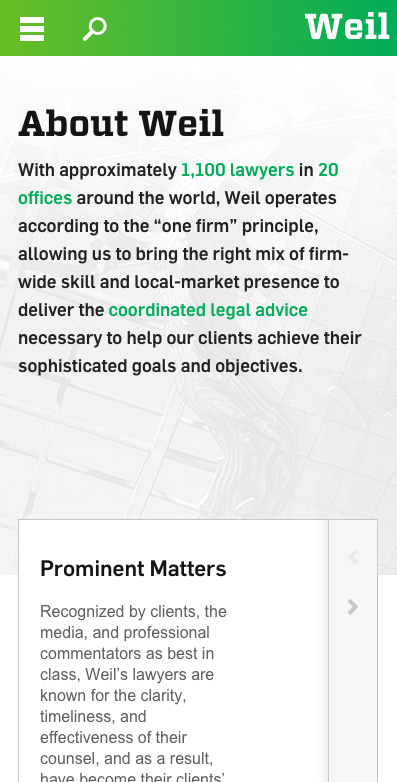 Weil
About Weil
With approximately 1,100 lawyers in 20
offices around the world, Weil operates
according to the “one firm” principle,
allowing us to bring the right mix of firm-
wide skill and local-market presence to
deliver the coordinated legal advice
necessary to help our clients achieve their
sophisticated goals and objectives.
Prominent Matters
Recognized by clients, the
media, and professional
commentators as best in
class, Weil’s lawyers are
known for the clarity,
timeliness, and
effectiveness of their
counsel, and as a result,
have become their clients’